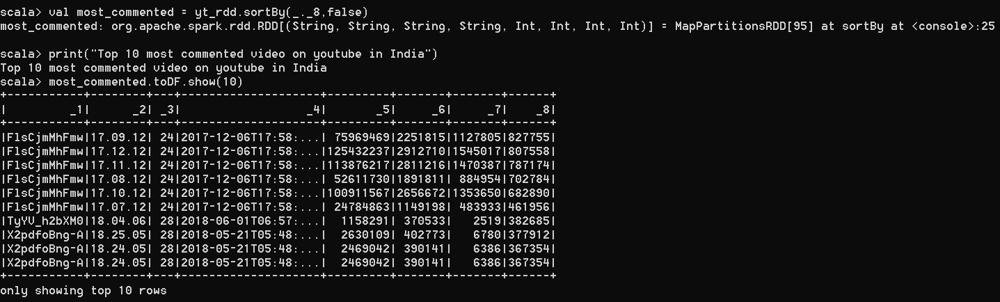 scala> val most_commented = yt_rdd.sortBy(_._8,false)
most_commented: org.apache.spark.rdd.RDD[(String, String, String, String, Int, Int, Int, Int)] = MapPartitionsRDD[95] at sortBy at <console>:25
scala> print("Top 10 most commented video on youtube in India")
Top 10 most commented video on youtube in India
scala> most_commented.toDF.show(10)
+-----------+--------+---+--------------------+---------+-------+-------+------+
|         _1|      _2| _3|                  _4|       _5|     _6|     _7|    _8|
+-----------+--------+---+--------------------+---------+-------+-------+------+
|FlsCjmMhFmw|17.09.12| 24|2017-12-06T17:58:...| 75969469|2251815|1127805|827755|
|FlsCjmMhFmw|17.12.12| 24|2017-12-06T17:58:...|125432237|2912710|1545017|807558|
|FlsCjmMhFmw|17.11.12| 24|2017-12-06T17:58:...|113876217|2811216|1470387|787174|
|FlsCjmMhFmw|17.08.12| 24|2017-12-06T17:58:...| 52611730|1891811| 884954|702784|
|FlsCjmMhFmw|17.10.12| 24|2017-12-06T17:58:...|100911567|2656672|1353650|682890|
|FlsCjmMhFmw|17.07.12| 24|2017-12-06T17:58:...| 24784863|1149198| 483933|461956|
|TyYV_h2bXM0|18.04.06| 28|2018-06-01T06:57:...|  1158291| 370533|   2519|382685|
|X2pdfoBng-A|18.25.05| 28|2018-05-21T05:48:...|  2630109| 402773|   6780|377912|
|X2pdfoBng-A|18.24.05| 28|2018-05-21T05:48:...|  2469042| 390141|   6386|367354|
|X2pdfoBng-A|18.24.05| 28|2018-05-21T05:48:...|  2469042| 390141|   6386|367354|
+-----------+--------+---+--------------------+---------+-------+-------+------+
only showing top 10 rows